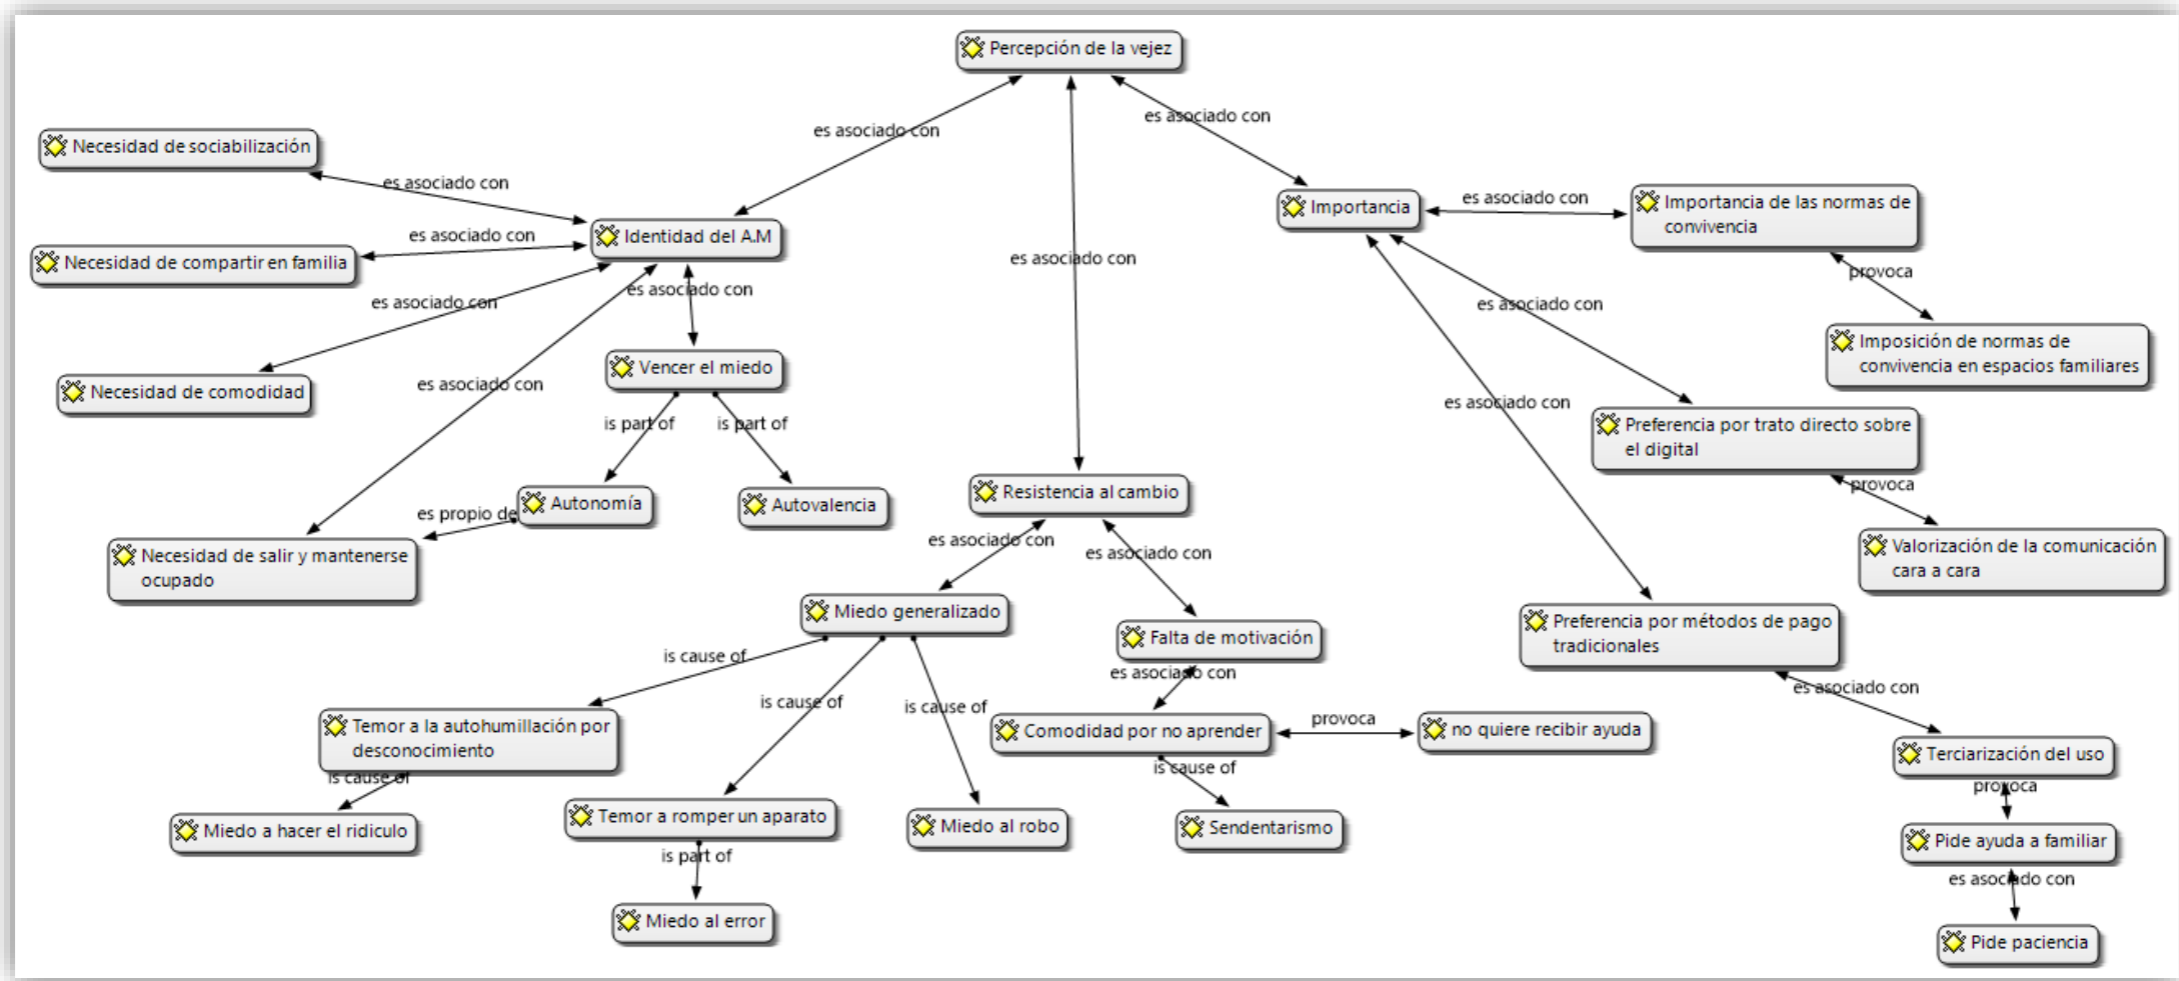 Percepción de la vejez
es asociado con
es asociado con
Necesidad de sociabilización
es asociado con
Importancia
es asociado con
Importancia de las normas de
convivencia
Identidad del A.M
es asociado con
Necesidad de compartir en familia
es asociado con
provoca
es asociado con
es asociado con
es asociado con
Imposición de normas de
convivencia en espacios familiares
Vencer el miedo
Necesidad de comodidad
es asociado con
es asociado con
is part of
is part of
Preferencia por trato directo sobre
el digital
provoca
Resistencia al cambio
Autonomía
Autovalencia
es propio de
es asociado con
es asociado con
Valorización de la comunicación
cara a cara
Necesidad de salir y mantenerse
ocupado
Miedo generalizado
Falta de motivación
Preferencia por métodos de pago
tradicionales
is cause of
es asociado con
es asociado con
is cause of
is cause of
Temor a la autohumillación por
desconocimiento
Comodidad por no aprender
provoca
no quiere recibir ayuda
Terciarización del uso
is cause of
is cause of
provoca
Miedo a hacer el ridiculo
Temor a romper un aparato
Miedo al robo
Sendentarismo
Pide ayuda a familiar
is part of
es asociado con
Miedo al error
Pide paciencia